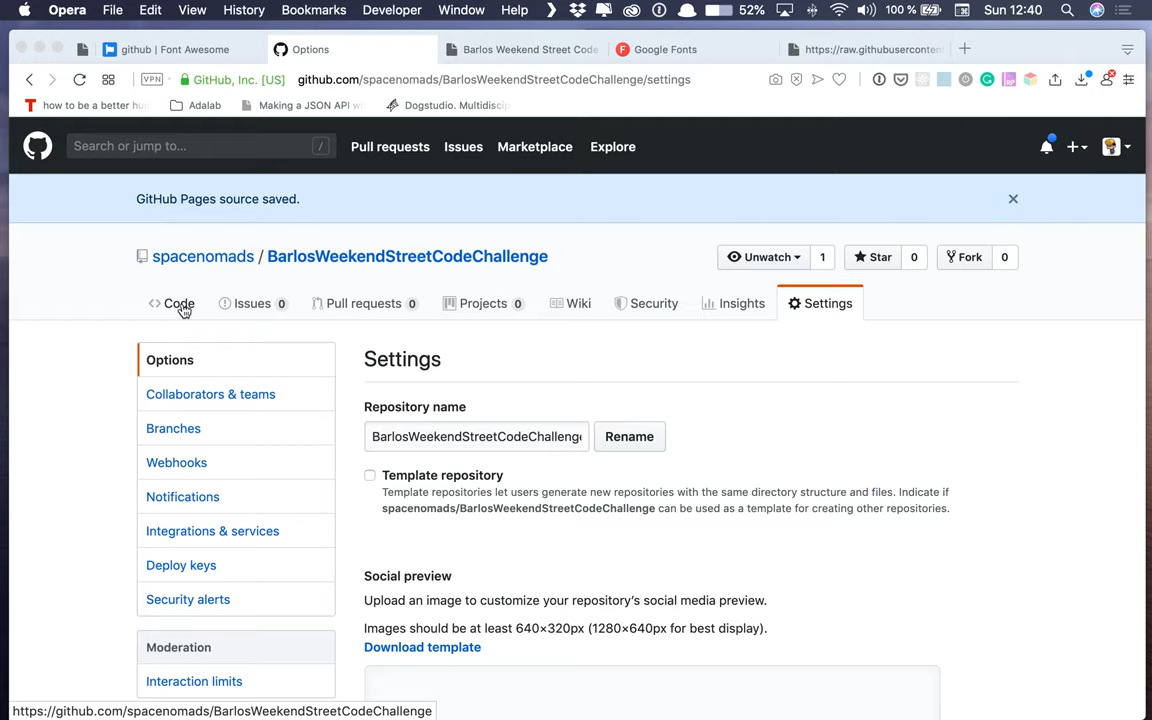 Opera File Edit View History Bookmarks Developer Window Help 52% 100 % Sun 12:40
github | Font Awesome Options Barlos Weekend Street Code Google Fonts https://raw.githubusercontent
VPN GitHub, Inc. [US] github.com/spacenomads/BarlosWeekendStreetCodeChallenge/settings
how to be a better hu Adalab Making a JSON API w Dogstudio. Multidiscip
Search or jump to... / Pull requests Issues Marketplace Explore
GitHub Pages source saved.
spacenomads / BarlosWeekendStreetCodeChallenge Unwatch 1 Star 0 Fork 0
Code Issues 0 Pull requests 0 Projects 0 Wiki Security Insights Settings
Options
Collaborators & teams
Branches
Webhooks
Notifications
Integrations & services
Deploy keys
Security alerts
Moderation
Interaction limits
Settings
Repository name
BarlosWeekendStreetCodeChallenge Rename
Template repository
Template repositories let users generate new repositories with the same directory structure and files. Indicate if
spacenomads/BarlosWeekendStreetCodeChallenge can be used as a template for creating other repositories.
Social preview
Upload an image to customize your repository's social media preview.
Images should be at least 640×320px (1280×640px for best display).
Download template
https://github.com/spacenomads/BarlosWeekendStreetCodeChallenge